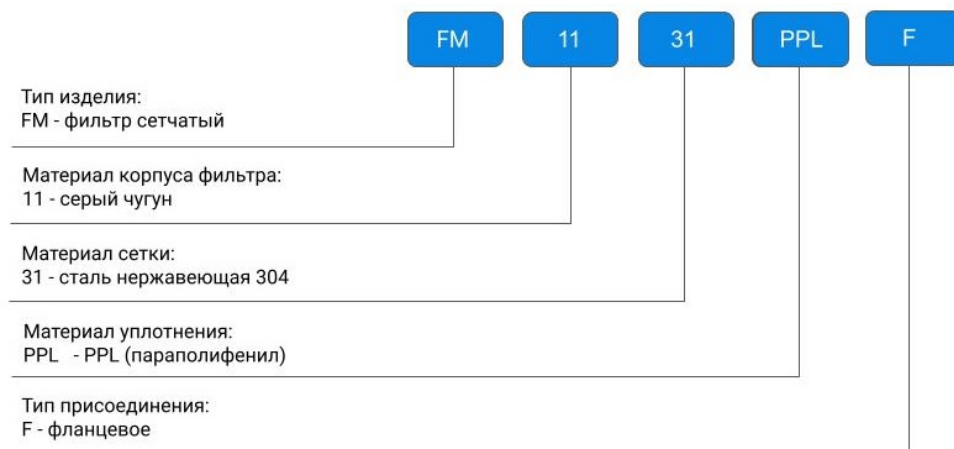 FM 11 31 PPL F
Тип изделия:
FM - фильтр сетчатый
Материал корпуса фильтра:
11 - серый чугун
Материал сетки:
31 - сталь нержавеющая 304
Материал уплотнения:
PPL - PPL (параполифенил)
Тип присоединения:
F - фланцевое